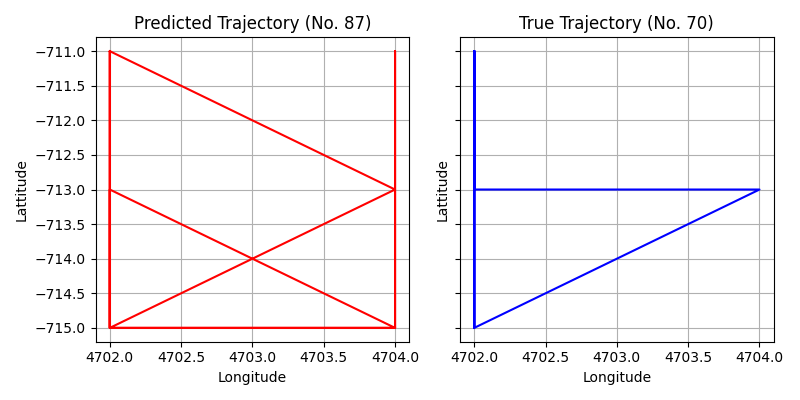 Predicted Trajectory (No. 87)
True Trajectory (No. 70)
−711.0
−711.5
−712.0
−712.5
−713.0
−713.5
−714.0
−714.5
−715.0
Lattitude
Lattitude
4702.0 4702.5 4703.0 4703.5 4704.0
4702.0 4702.5 4703.0 4703.5 4704.0
Longitude
Longitude